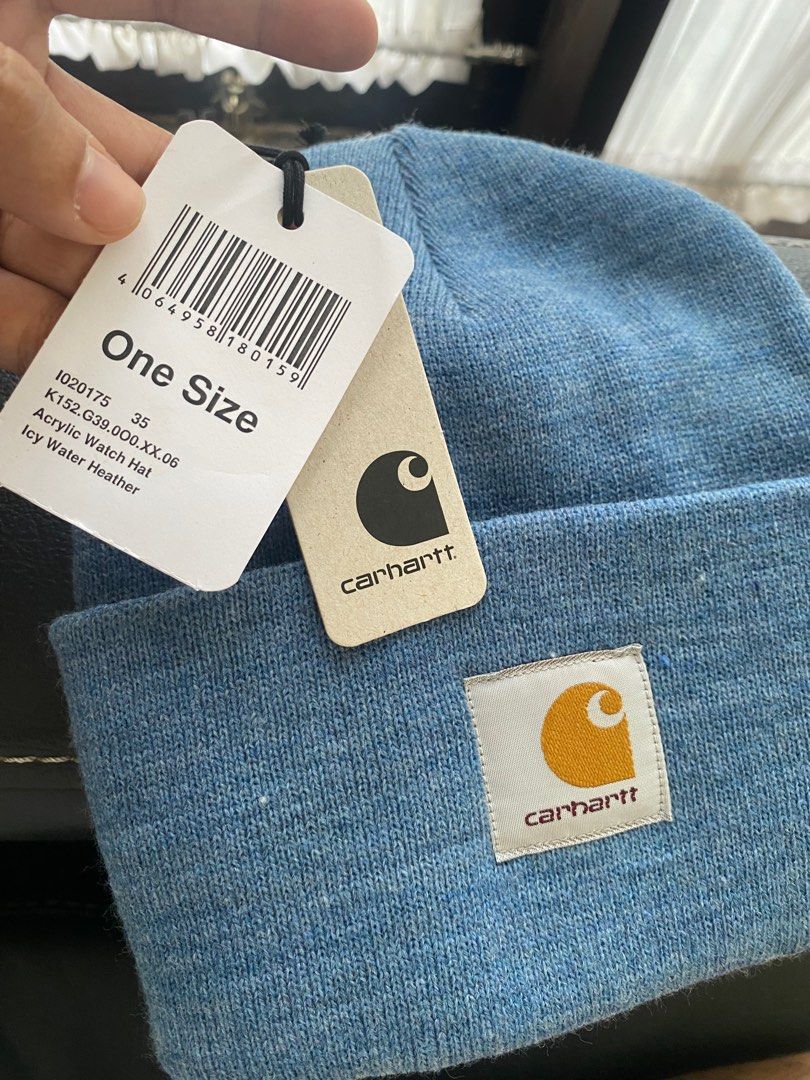 4 064958 180159
One Size
I020175 35
K152.G39.0O0.XX.06
Acrylic Watch Hat
Icy Water Heather
carhartt.
carhartt